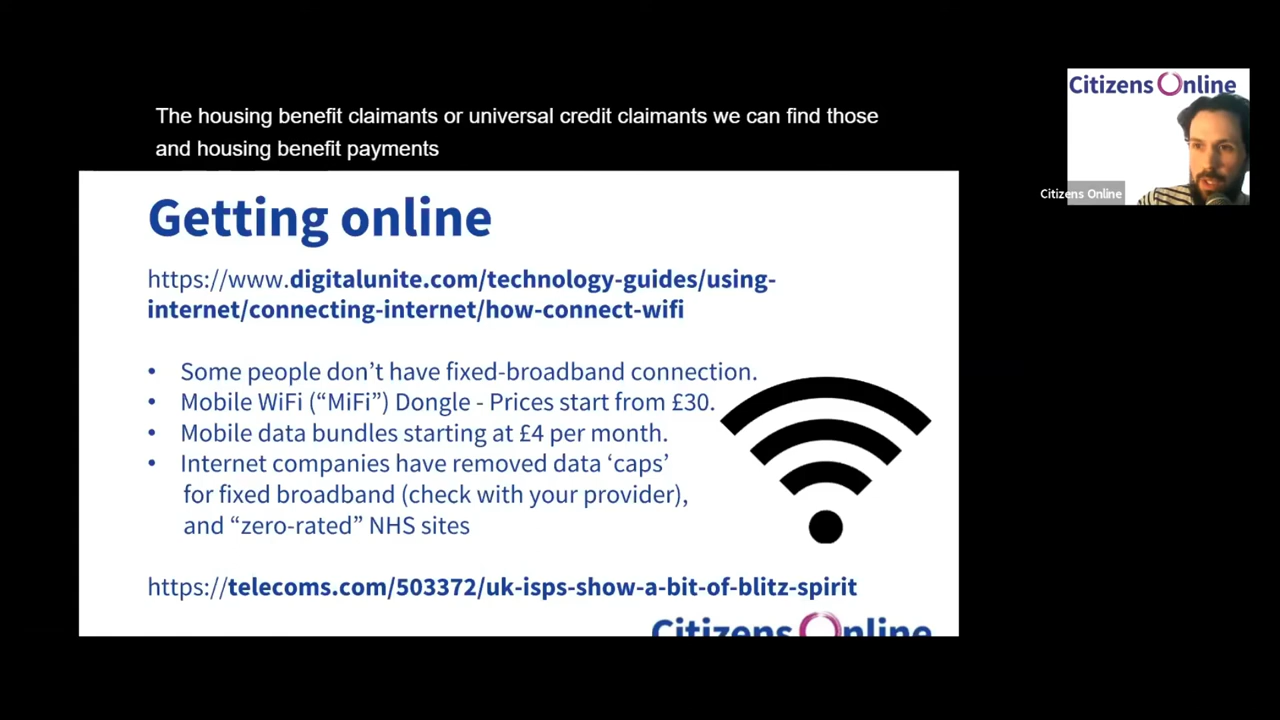 The housing benefit claimants or universal credit claimants we can find those
and housing benefit payments
Citizens Online
Citizens Online
Getting online
https://www.digitalunite.com/technology-guides/using-
internet/connecting-internet/how-connect-wifi
• Some people don’t have fixed-broadband connection.
• Mobile WiFi (“MiFi”) Dongle - Prices start from £30.
• Mobile data bundles starting at £4 per month.
• Internet companies have removed data ‘caps’
for fixed broadband (check with your provider),
and “zero-rated” NHS sites
https://telecoms.com/503372/uk-isps-show-a-bit-of-blitz-spirit
Citizens Online